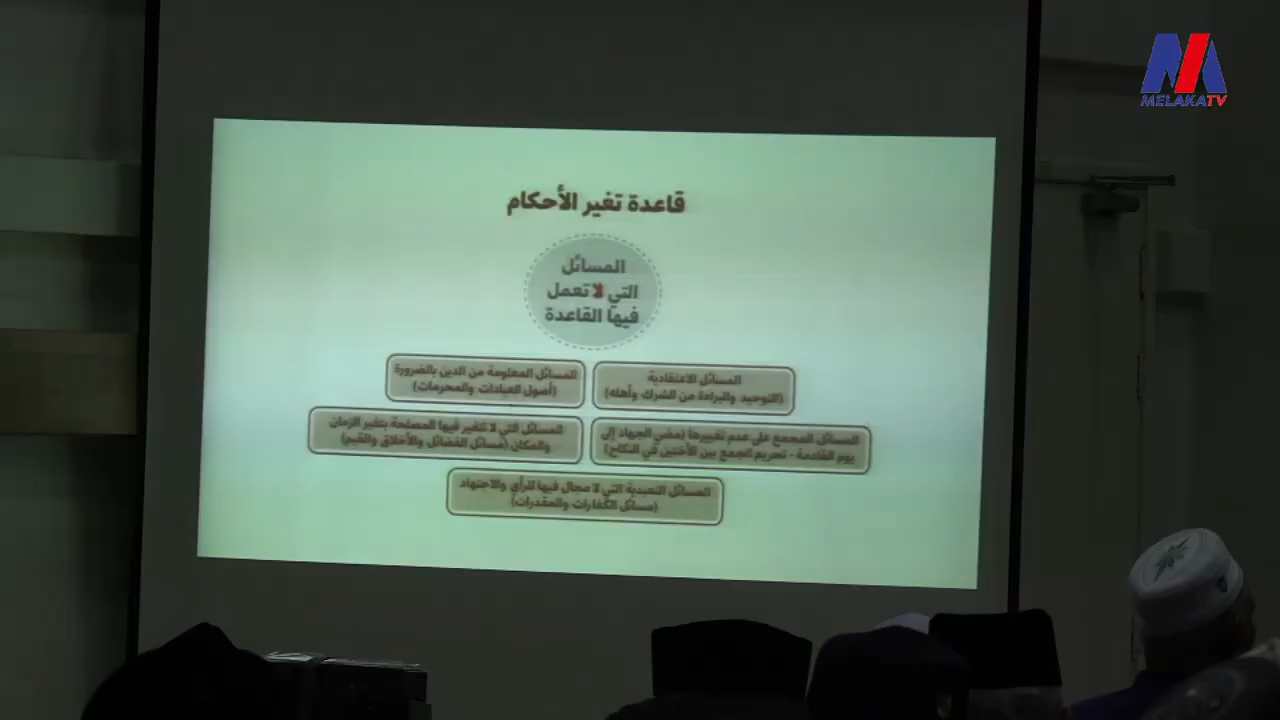 MELAKATV
قاعدة تغير الأحكام
المسائل
التي لا تعمل
فيها القاعدة
المسائل الاعتقادية
(التوحيد والبراءة من الشرك وأهله)
المسائل المعلومة من الدين بالضرورة
(أصول العبادات والمحرمات)
المسائل المجمع على عدم تغييرها (مضي الجهاد إلى
يوم القيامة - تحريم الجمع بين الأختين في النكاح)
المسائل التي لا تتغير فيها المصلحة بتغير الزمان
والمكان (مسائل الفضائل والأخلاق والقيم)
المسائل التعبدية التي لا مجال فيها للرأي والاجتهاد
(مسائل الكفارات والمقدرات)